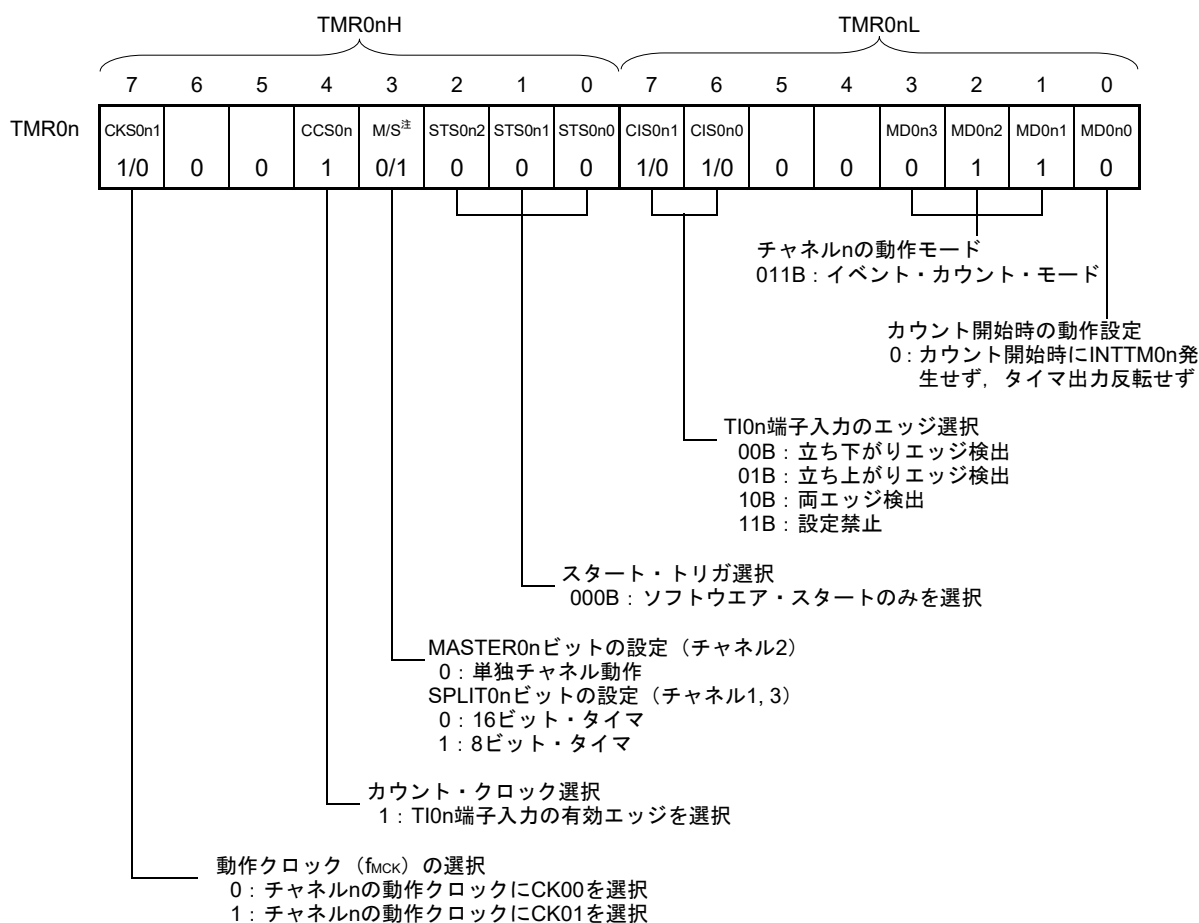 TMR0nH TMR0nL
7 6 5 4 3 2 1 0 7 6 5 4 3 2 1 0
TMR0n CKS0n1 CCS0n M/S注 STS0n2 STS0n1 STS0n0 CIS0n1 CIS0n0 MD0n3 MD0n2 MD0n1 MD0n0
1/0 0 0 1 0/1 0 0 0 1/0 1/0 0 0 0 1 1 0
チャネルnの動作モード
011B：イベント・カウント・モード
カウント開始時の動作設定
0：カウント開始時にINTTM0n発
生せず，タイマ出力反転せず
TI0n端子入力のエッジ選択
00B：立ち下がりエッジ検出
01B：立ち上がりエッジ検出
10B：両エッジ検出
11B：設定禁止
スタート・トリガ選択
000B：ソフトウエア・スタートのみを選択
MASTER0nビットの設定（チャネル2）
0：単独チャネル動作
SPLIT0nビットの設定（チャネル1, 3）
0：16ビット・タイマ
1：8ビット・タイマ
カウント・クロック選択
1：TI0n端子入力の有効エッジを選択
動作クロック（fMCK）の選択
0：チャネルnの動作クロックにCK00を選択
1：チャネルnの動作クロックにCK01を選択